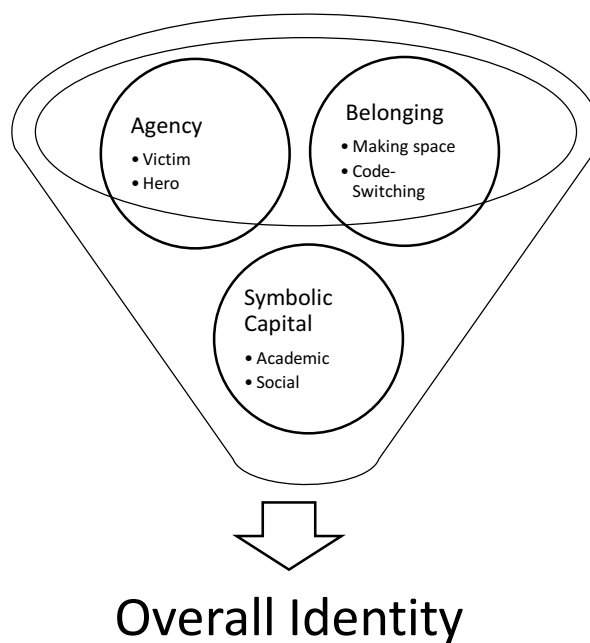 Agency
• Victim
• Hero
Belonging
• Making space
• Code-
Switching
Symbolic
Capital
• Academic
• Social
Overall Identity